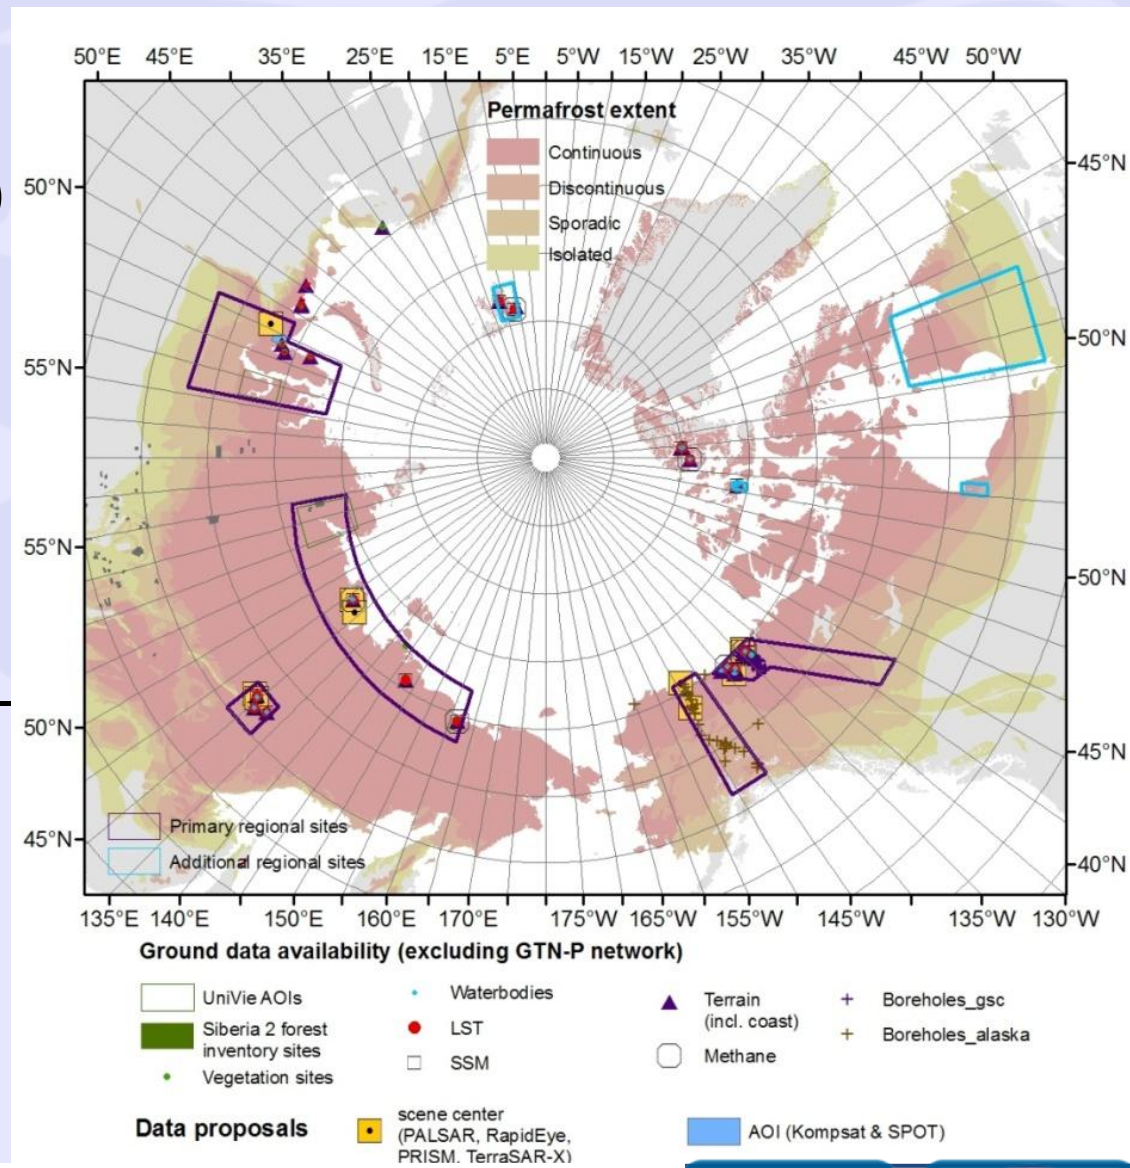 50°E 45°E 35°E 25°E 15°E 5°E 5°W 15°W 25°W 35°W 45°W 50°W
Permafrost extent
Continuous
Discontinuous
Sporadic
Isolated
50°N
55°N
55°N
50°N
45°N
45°N
50°N
50°N
45°N
40°N
Primary regional sites
Additional regional sites
135°E 140°E 150°E 160°E 170°E 175°W 165°W 155°W 145°W 135°W 130°W
Ground data availability (excluding GTN-P network)
UniVie AOIs
Siberia 2 forest
inventory sites
Vegetation sites
Waterbodies
LST
SSM
Terrain
(incl. coast)
Methane
Boreholes_gsc
Boreholes_alaska
Data proposals
scene center
(PALSAR, RapidEye,
PRISM, TerraSAR-X)
AOI (Kompsat & SPOT)